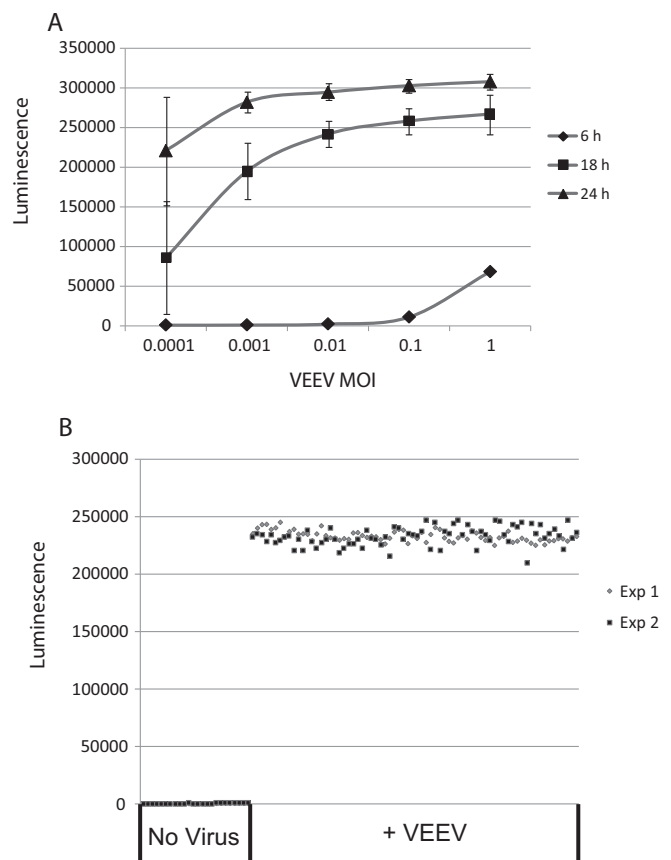 A
350000
300000
250000
200000
150000
100000
50000
0
Luminescence
0.0001 0.001 0.01 0.1 1
VEEV MOI
6 h
18 h
24 h
B
300000
250000
200000
150000
100000
50000
0
Luminescence
Exp 1
Exp 2
No Virus + VEEV